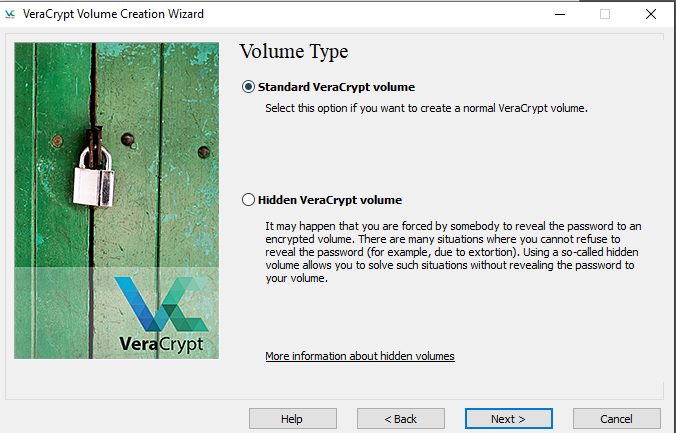 VeraCrypt Volume Creation Wizard
Volume Type
Standard VeraCrypt volume
Select this option if you want to create a normal VeraCrypt volume.
Hidden VeraCrypt volume
It may happen that you are forced by somebody to reveal the password to an
encrypted volume. There are many situations where you cannot refuse to
reveal the password (for example, due to extortion). Using a so-called hidden
volume allows you to solve such situations without revealing the password to
your volume.
VeraCrypt
More information about hidden volumes
Help
< Back
Next >
Cancel